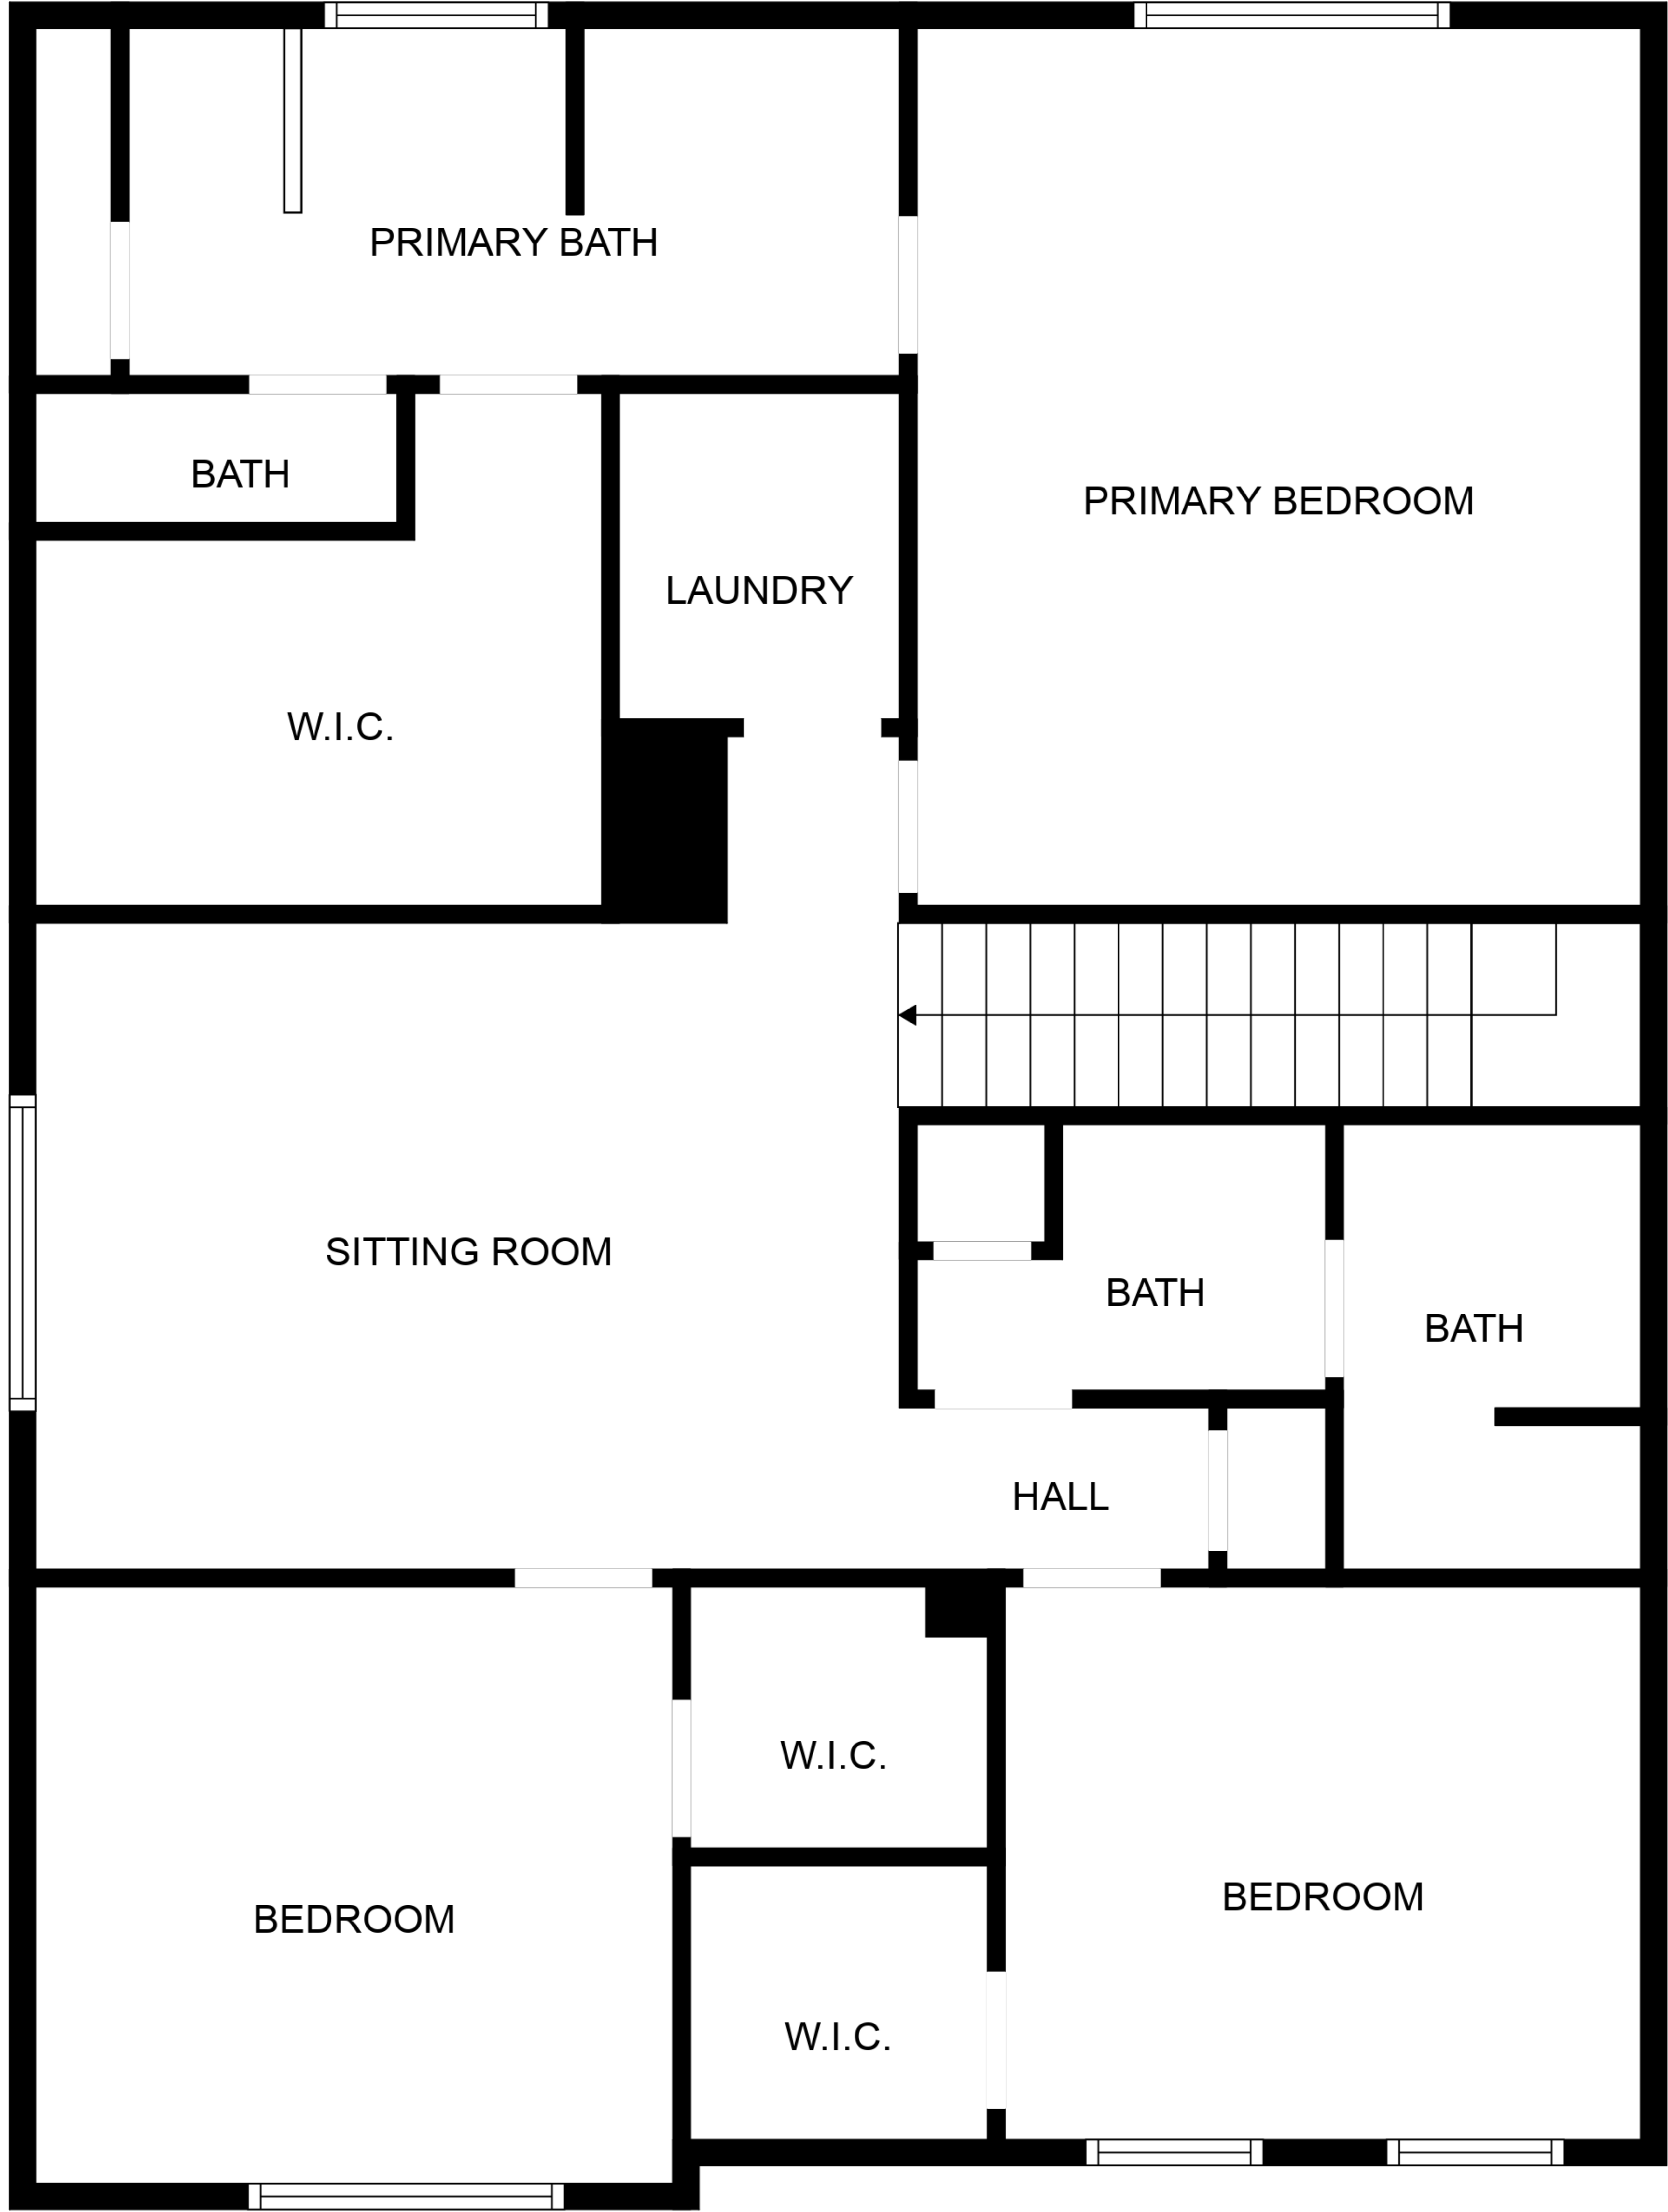 PRIMARY BATH
BATH
PRIMARY BEDROOM
LAUNDRY
W.I.C.
SITTING ROOM
BATH
BATH
HALL
W.I.C.
BEDROOM
BEDROOM
W.I.C.